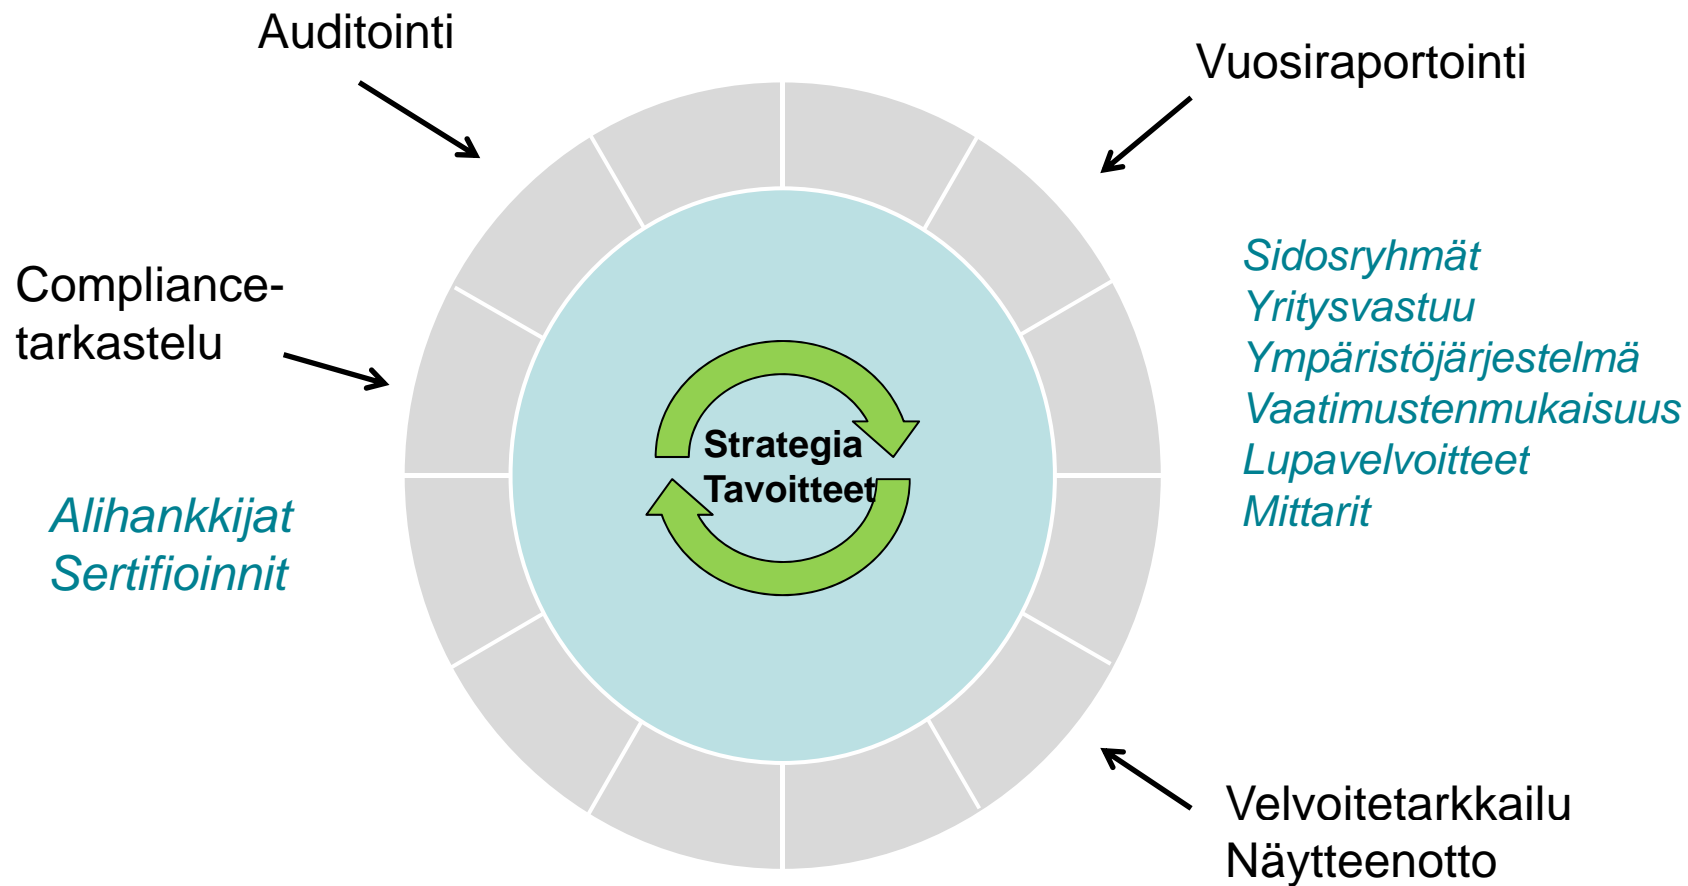 Auditointi
Vuosiraportointi
Compliance-
tarkastelu
Sidosryhmät
Yritysvastuu
Ympäristöjärjestelmä
Vaatimustenmukaisuus
Lupavelvoitteet
Mittarit
Strategia
Tavoitteet
Alihankkijat
Sertifioinnit
Velvoitetarkkailu
Näytteenotto